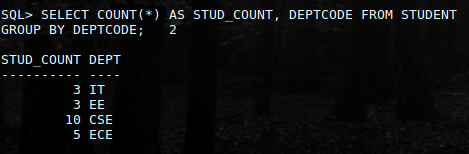 SQL> SELECT COUNT(*) AS STUD_COUNT, DEPTCODE FROM STUDENT
GROUP BY DEPTCODE;   2

STUD_COUNT DEPT
---------- ----
         3 IT
         3 EE
        10 CSE
         5 ECE